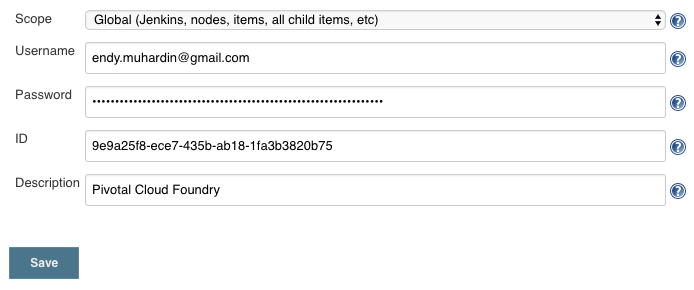 Scope Global (Jenkins, nodes, items, all child items, etc)
Username endy.muhardin@gmail.com
Password ••••••••••••••••••••••••••••••••••••••••••••••••••••••••••••••••
ID 9e9a25f8-ece7-435b-ab18-1fa3b3820b75
Description Pivotal Cloud Foundry
Save